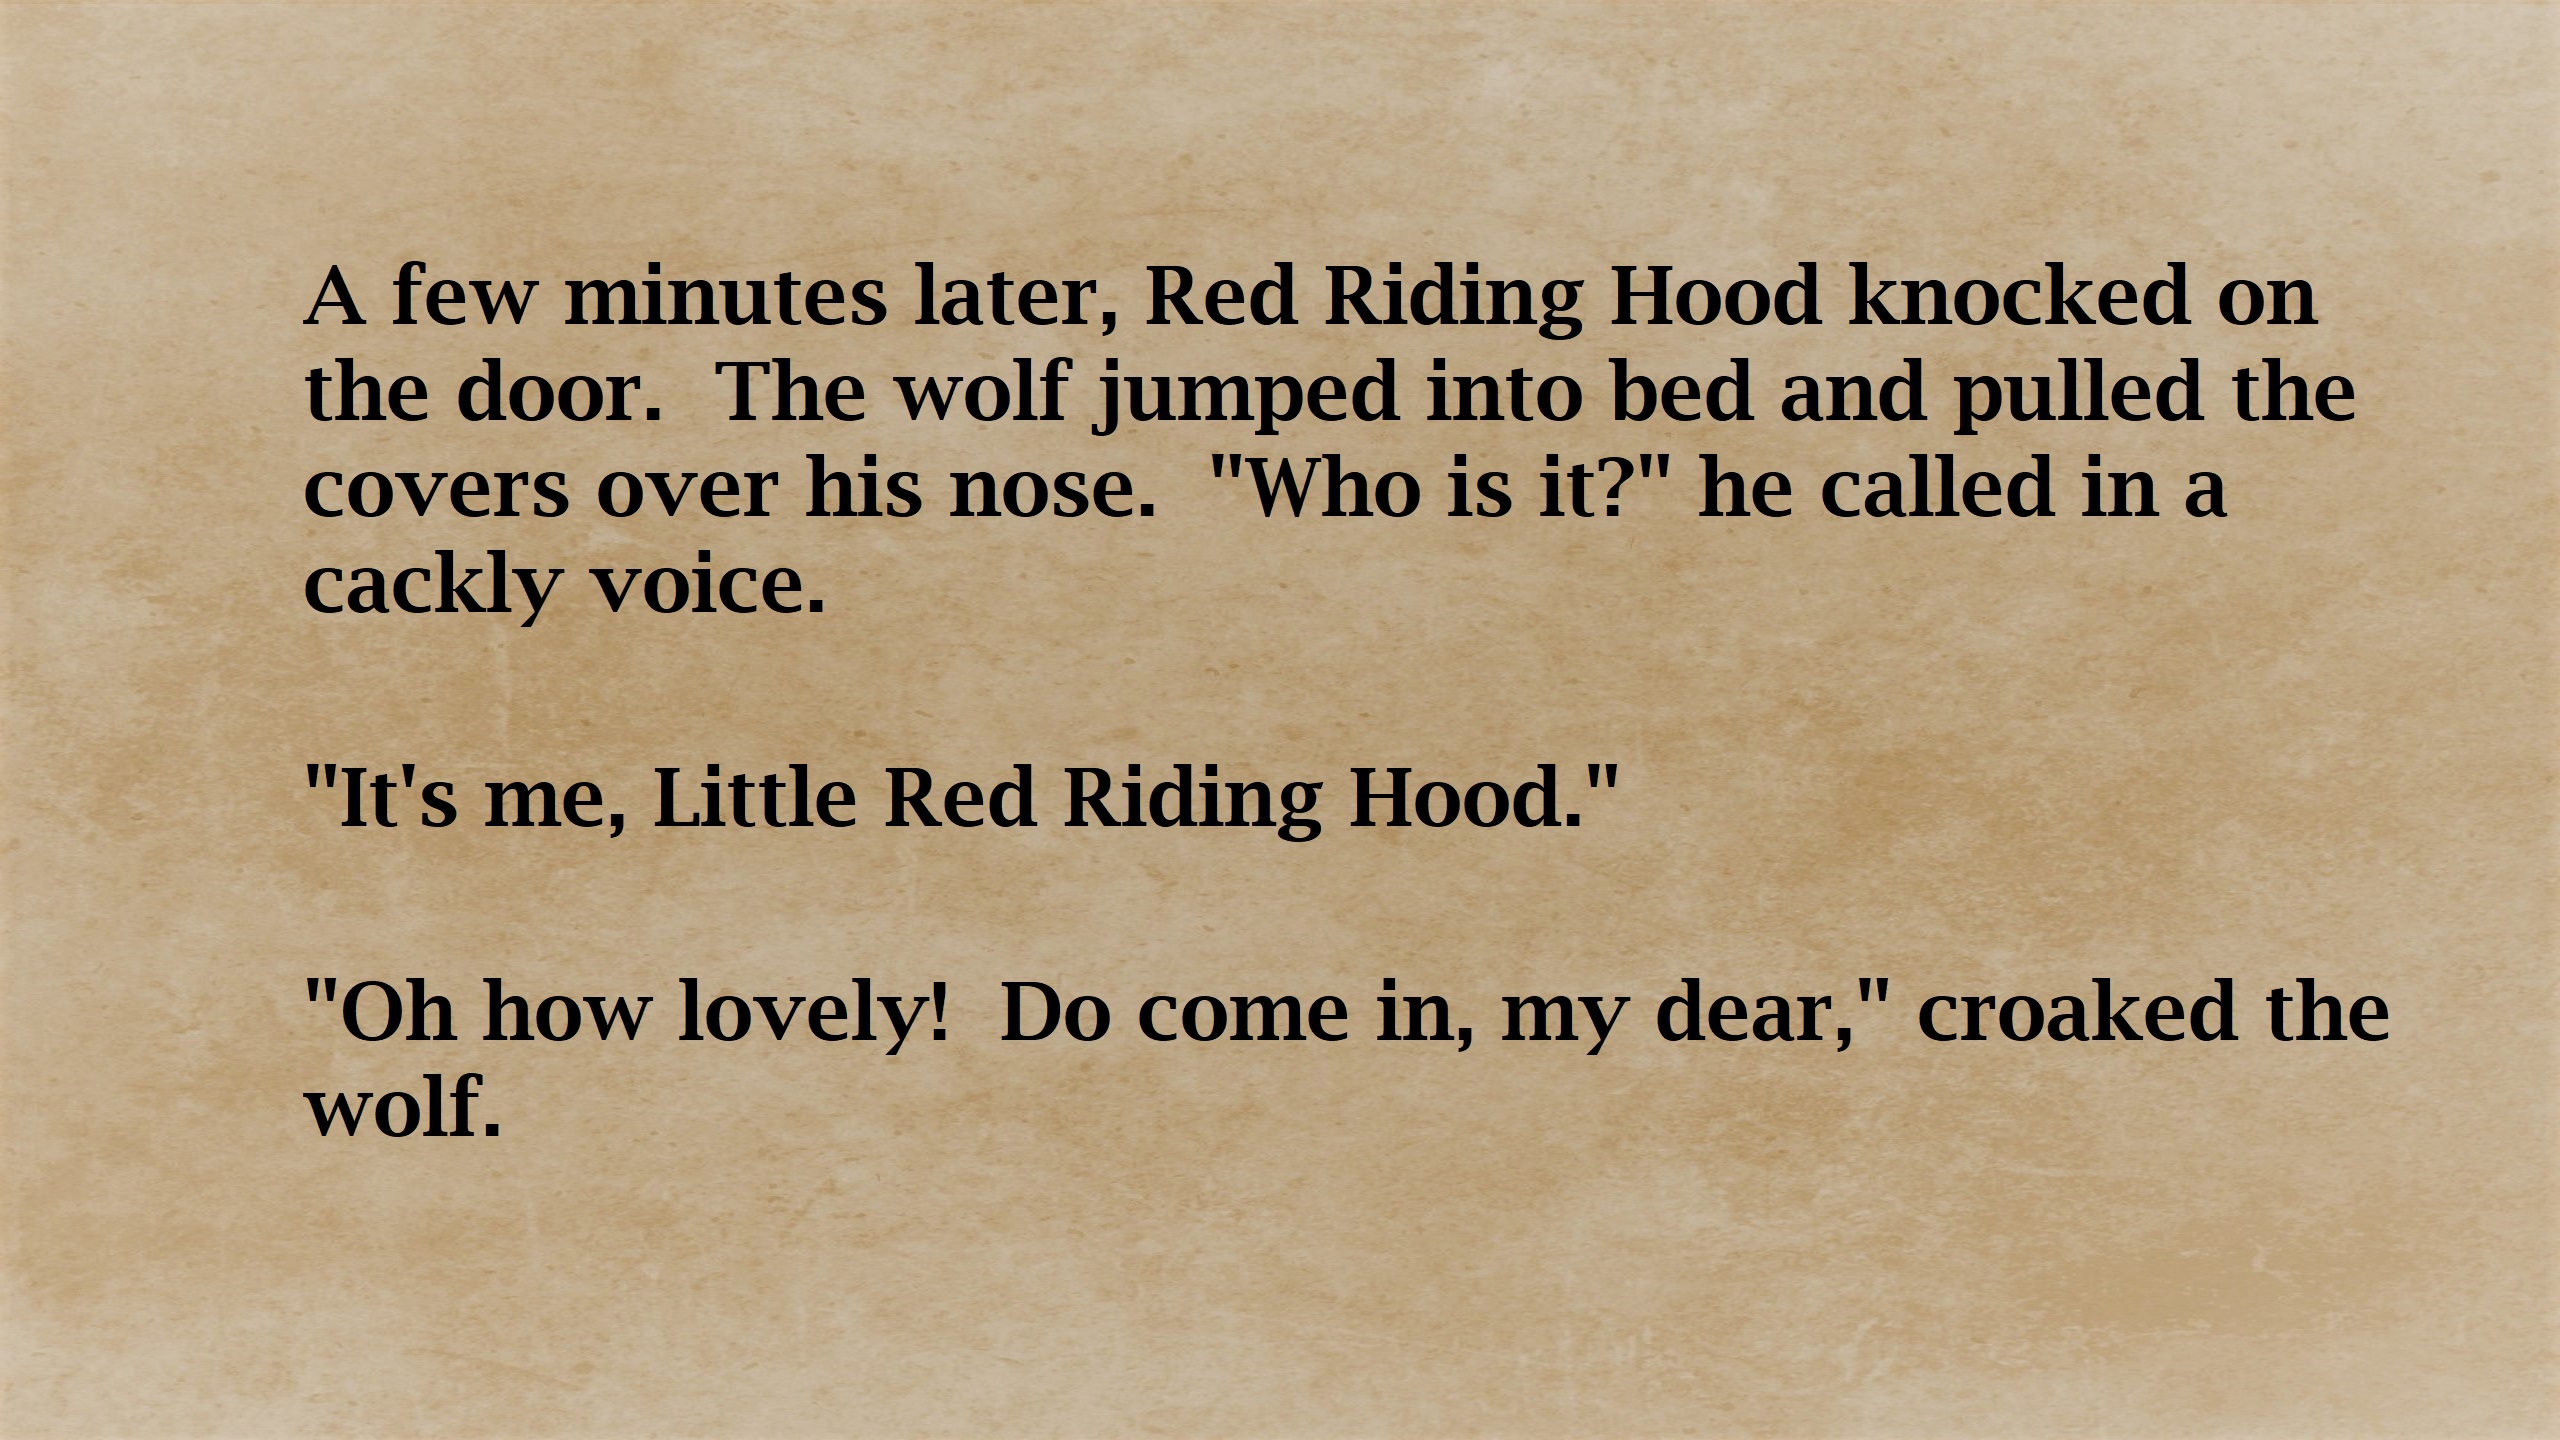 A few minutes later, Red Riding Hood knocked on
the door.  The wolf jumped into bed and pulled the
covers over his nose.  "Who is it?" he called in a
cackly voice.
"It's me, Little Red Riding Hood."
"Oh how lovely!  Do come in, my dear," croaked the
wolf.